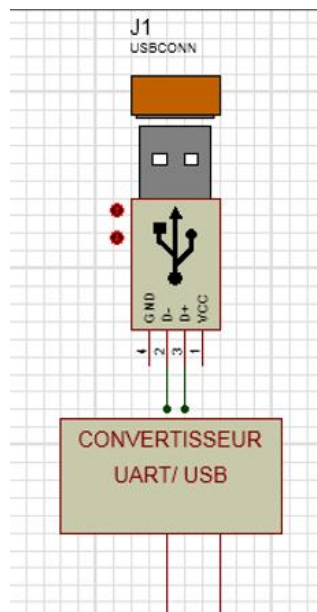 J1
USBCONN
GND
D-
D+
VCC
4
2
3
1
CONVERTISSEUR
UART/ USB